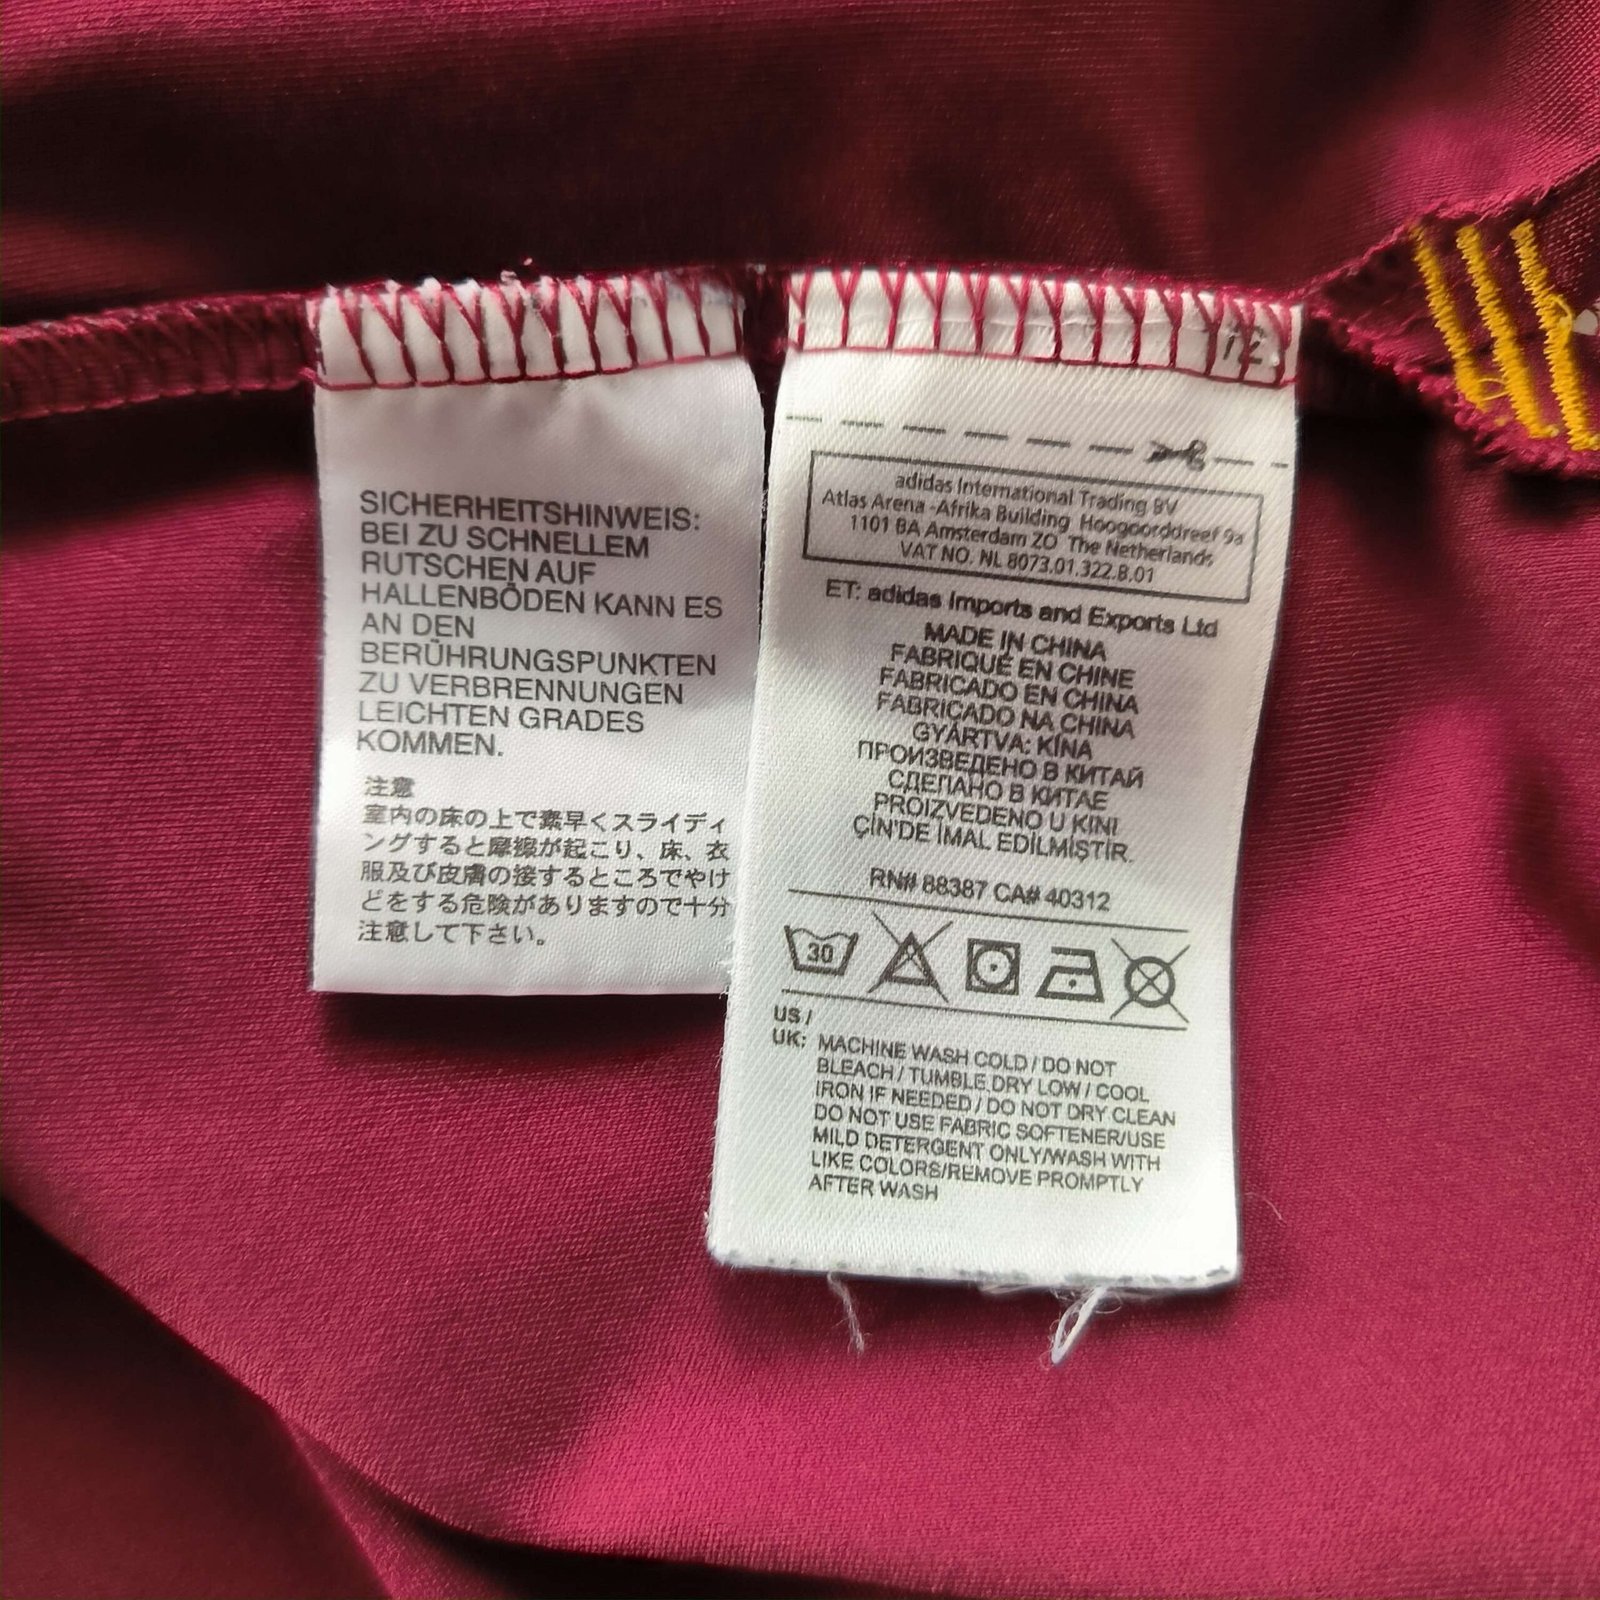 SICHERHEITSHINWEIS:
BEI ZU SCHNELLEM
RUTSCHEN AUF
HALLENBÖDEN KANN ES
AN DEN
BERÜHRUNGSPUNKTEN
ZU VERBRENNUNGEN
LEICHTEN GRADES
KOMMEN.
注意
室内の床の上で素早くスライディ
ングすると摩擦が起こり、床、衣
服及び皮膚の接するところでやけ
どをする危険がありますので十分
注意して下さい。
adidas International Trading BV
Atlas Arena -Afrika Building Hoogoorddreef 9a
1101 BA Amsterdam ZO The Netherlands
VAT NO. NL 8073.01.322.B.01
ET: adidas Imports and Exports Ltd
MADE IN CHINA
FABRIQUÉ EN CHINE
FABRICADO EN CHINA
FABRICADO NA CHINA
GYÁRTVA: KÍNA
ПРОИЗВЕДЕНО В КИТАЙ
СДЕЛАНО В КИТАЕ
PROIZVEDENO U KINI
ÇİN'DE İMAL EDİLMİŞTİR.
RN# 88387 CA# 40312
30
US /
UK: MACHINE WASH COLD / DO NOT
BLEACH / TUMBLE DRY LOW / COOL
IRON IF NEEDED / DO NOT DRY CLEAN
DO NOT USE FABRIC SOFTENER/USE
MILD DETERGENT ONLY/WASH WITH
LIKE COLORS/REMOVE PROMPTLY
AFTER WASH